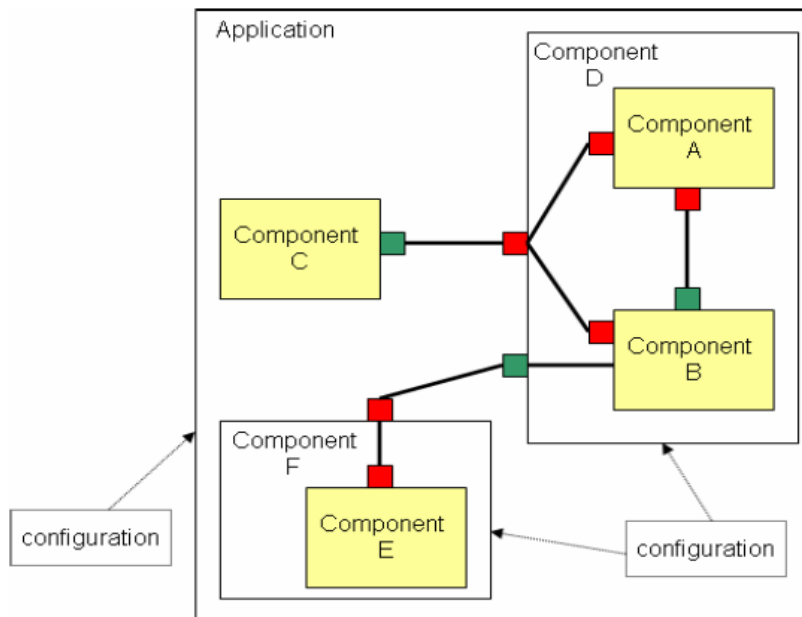 Application
Component
D
Component
A
Component
C
Component
B
Component
F
Component
E
configuration
configuration